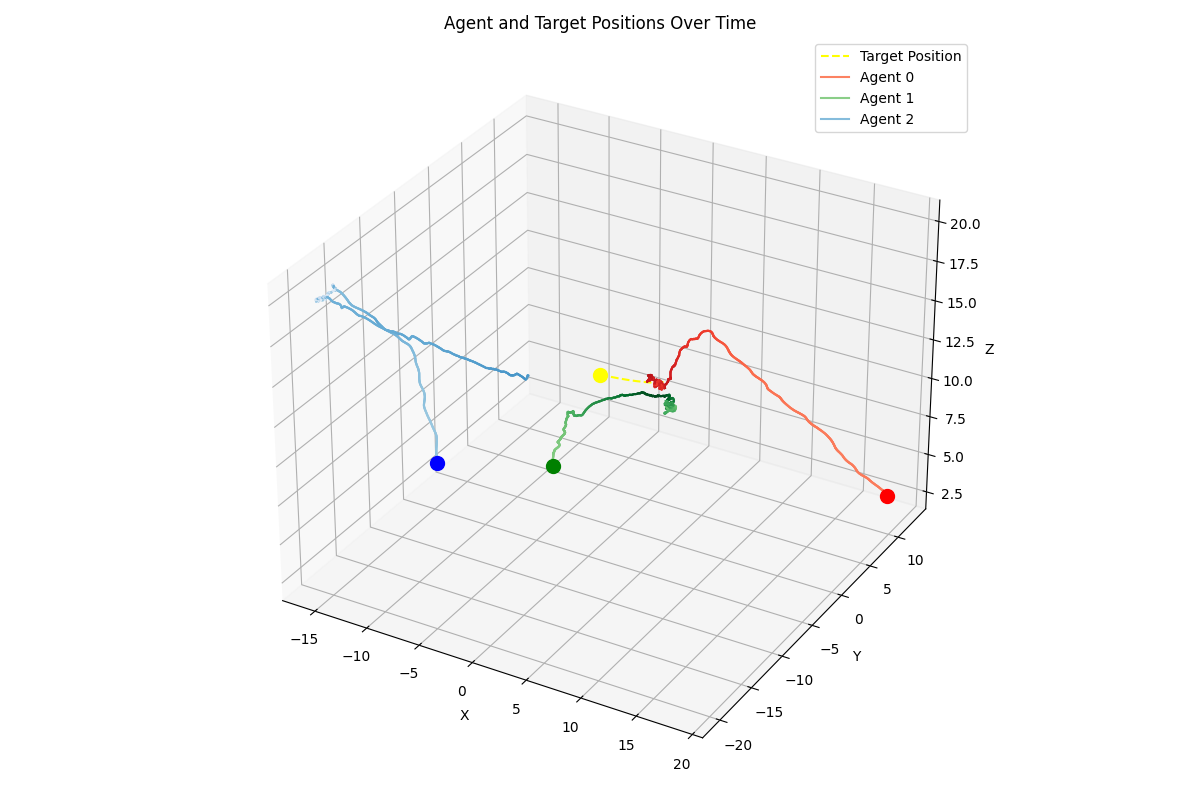 Agent and Target Positions Over Time
Target Position
Agent 0
Agent 1
Agent 2
20.0
17.5
15.0
Z
12.5
10.0
7.5
5.0
2.5
10
5
0
−5
Y
−10
−15
−20
−15
−10
−5
0
X
5
10
15
20